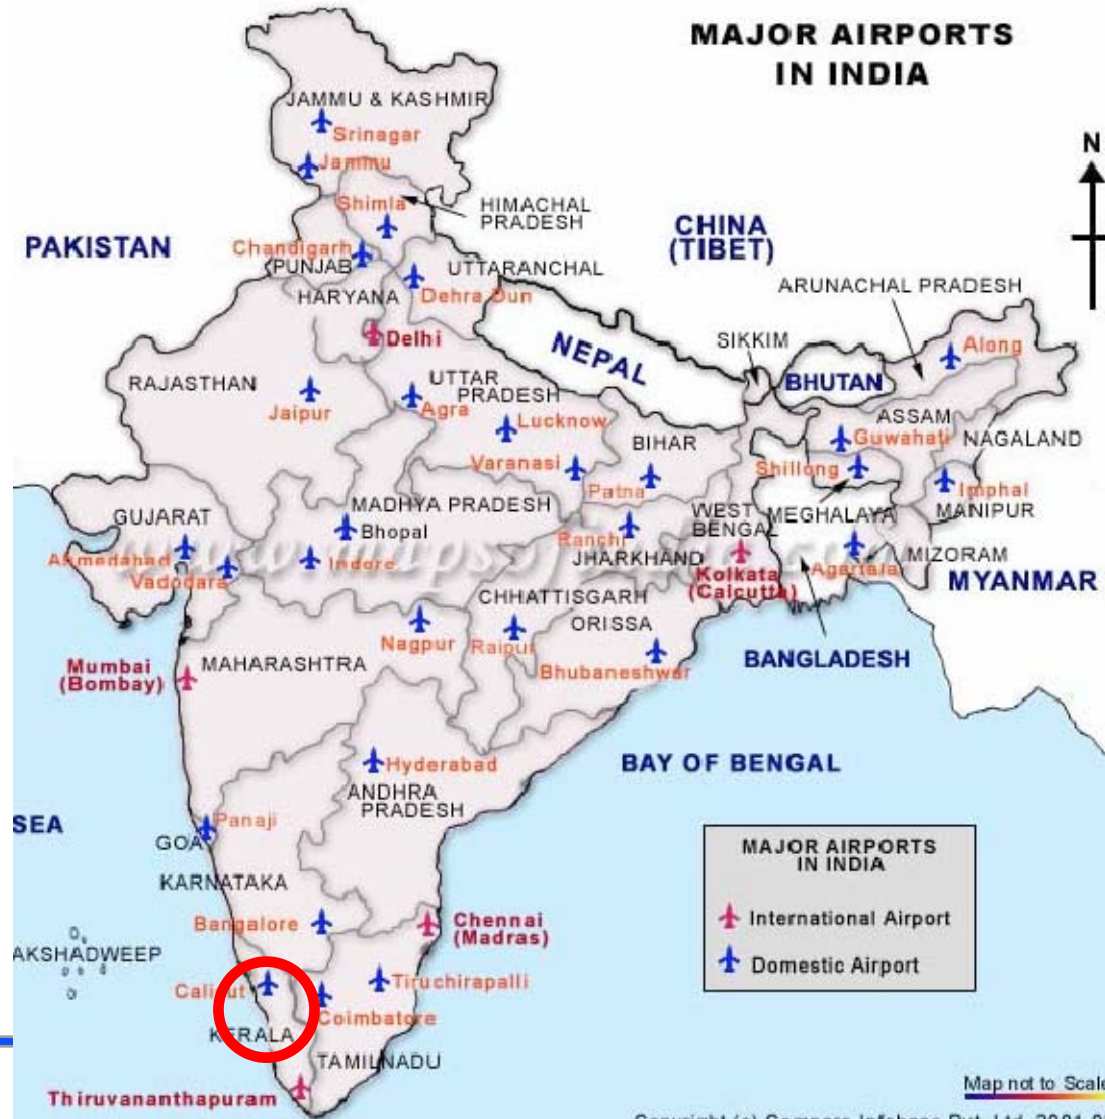 MAJOR AIRPORTS
IN INDIA
JAMMU & KASHMIR
Srinagar
Jammu
N
Shimla
HIMACHAL
PRADESH
CHINA
(TIBET)
PAKISTAN
Chandigarh
PUNJAB
UTTARANCHAL
HARYANA
Dehra Dun
ARUNACHAL PRADESH
Delhi
NEPAL
SIKKIM
Along
RAJASTHAN
UTTAR
PRADESH
BHUTAN
Jaipur
Agra
Lucknow
ASSAM
BIHAR
Guwahati
NAGALAND
Varanasi
Patna
Shillong
Imphal
MADHYA PRADESH
WEST
BENGAL
MEGHALAYA
MANIPUR
GUJARAT
Bhopal
Ranchi
JHARKHAND
Ahmedabad
Vadodara
Indore
Agartala
MIZORAM
Kolkata
(Calcutta)
MYANMAR
CHHATTISGARH
ORISSA
Nagpur
Raipur
Bhubaneshwar
BANGLADESH
Mumbai
(Bombay)
MAHARASHTRA
Hyderabad
BAY OF BENGAL
ANDHRA
PRADESH
SEA
Panaji
GOA
KARNATAKA
MAJOR AIRPORTS
IN INDIA
International Airport
Domestic Airport
Bangalore
Chennai
(Madras)
AKSHADWEEP
Calicut
Tiruchirapalli
Coimbatore
KERALA
TAMILNADU
Thiruvananthapuram
Map not to Scale